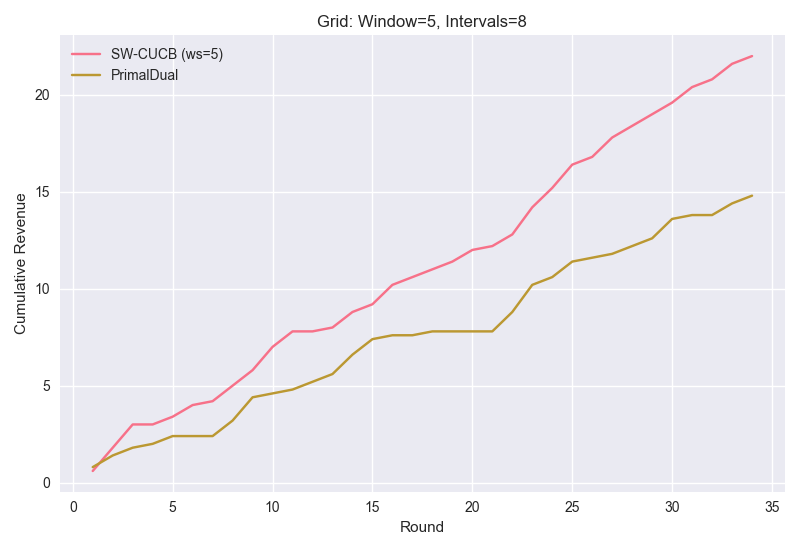 Grid: Window=5, Intervals=8
SW-CUCB (ws=5)
PrimalDual
Cumulative Revenue
20
15
10
5
0
0 5 10 15 20 25 30 35
Round